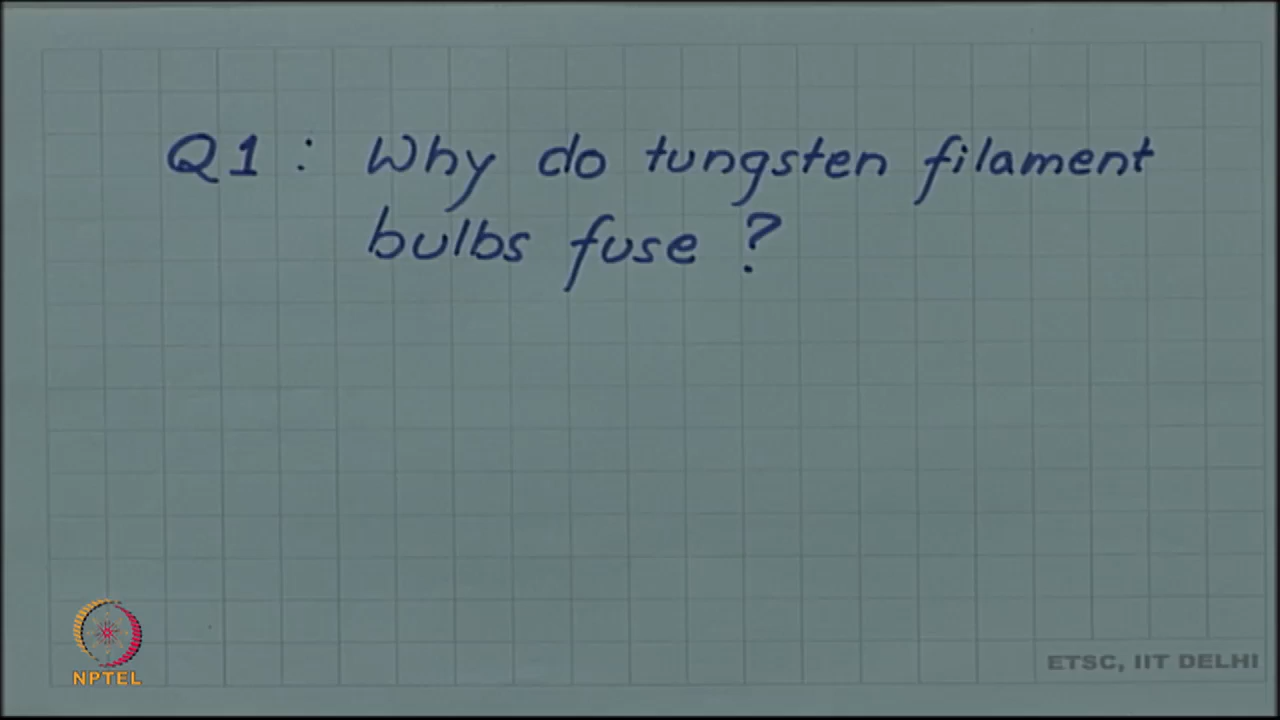 Q1 : Why do tungsten filament
bulbs fuse ?
NPTEL
ETSC, IIT DELHI